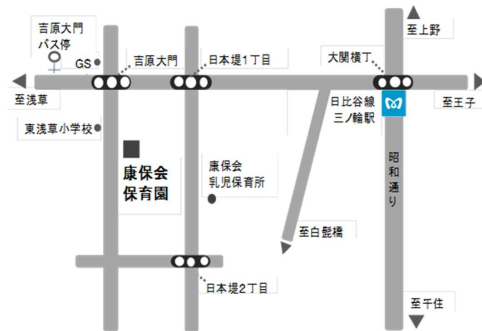 吉原大門
バス停
GS
吉原大門
日本堤1丁目
大関横丁
至上野
至浅草
日比谷線
三ノ輪駅
至王子
東浅草小学校
康保会
保育園
康保会
乳児保育所
昭和通り
至白髭橋
日本堤2丁目
至千住